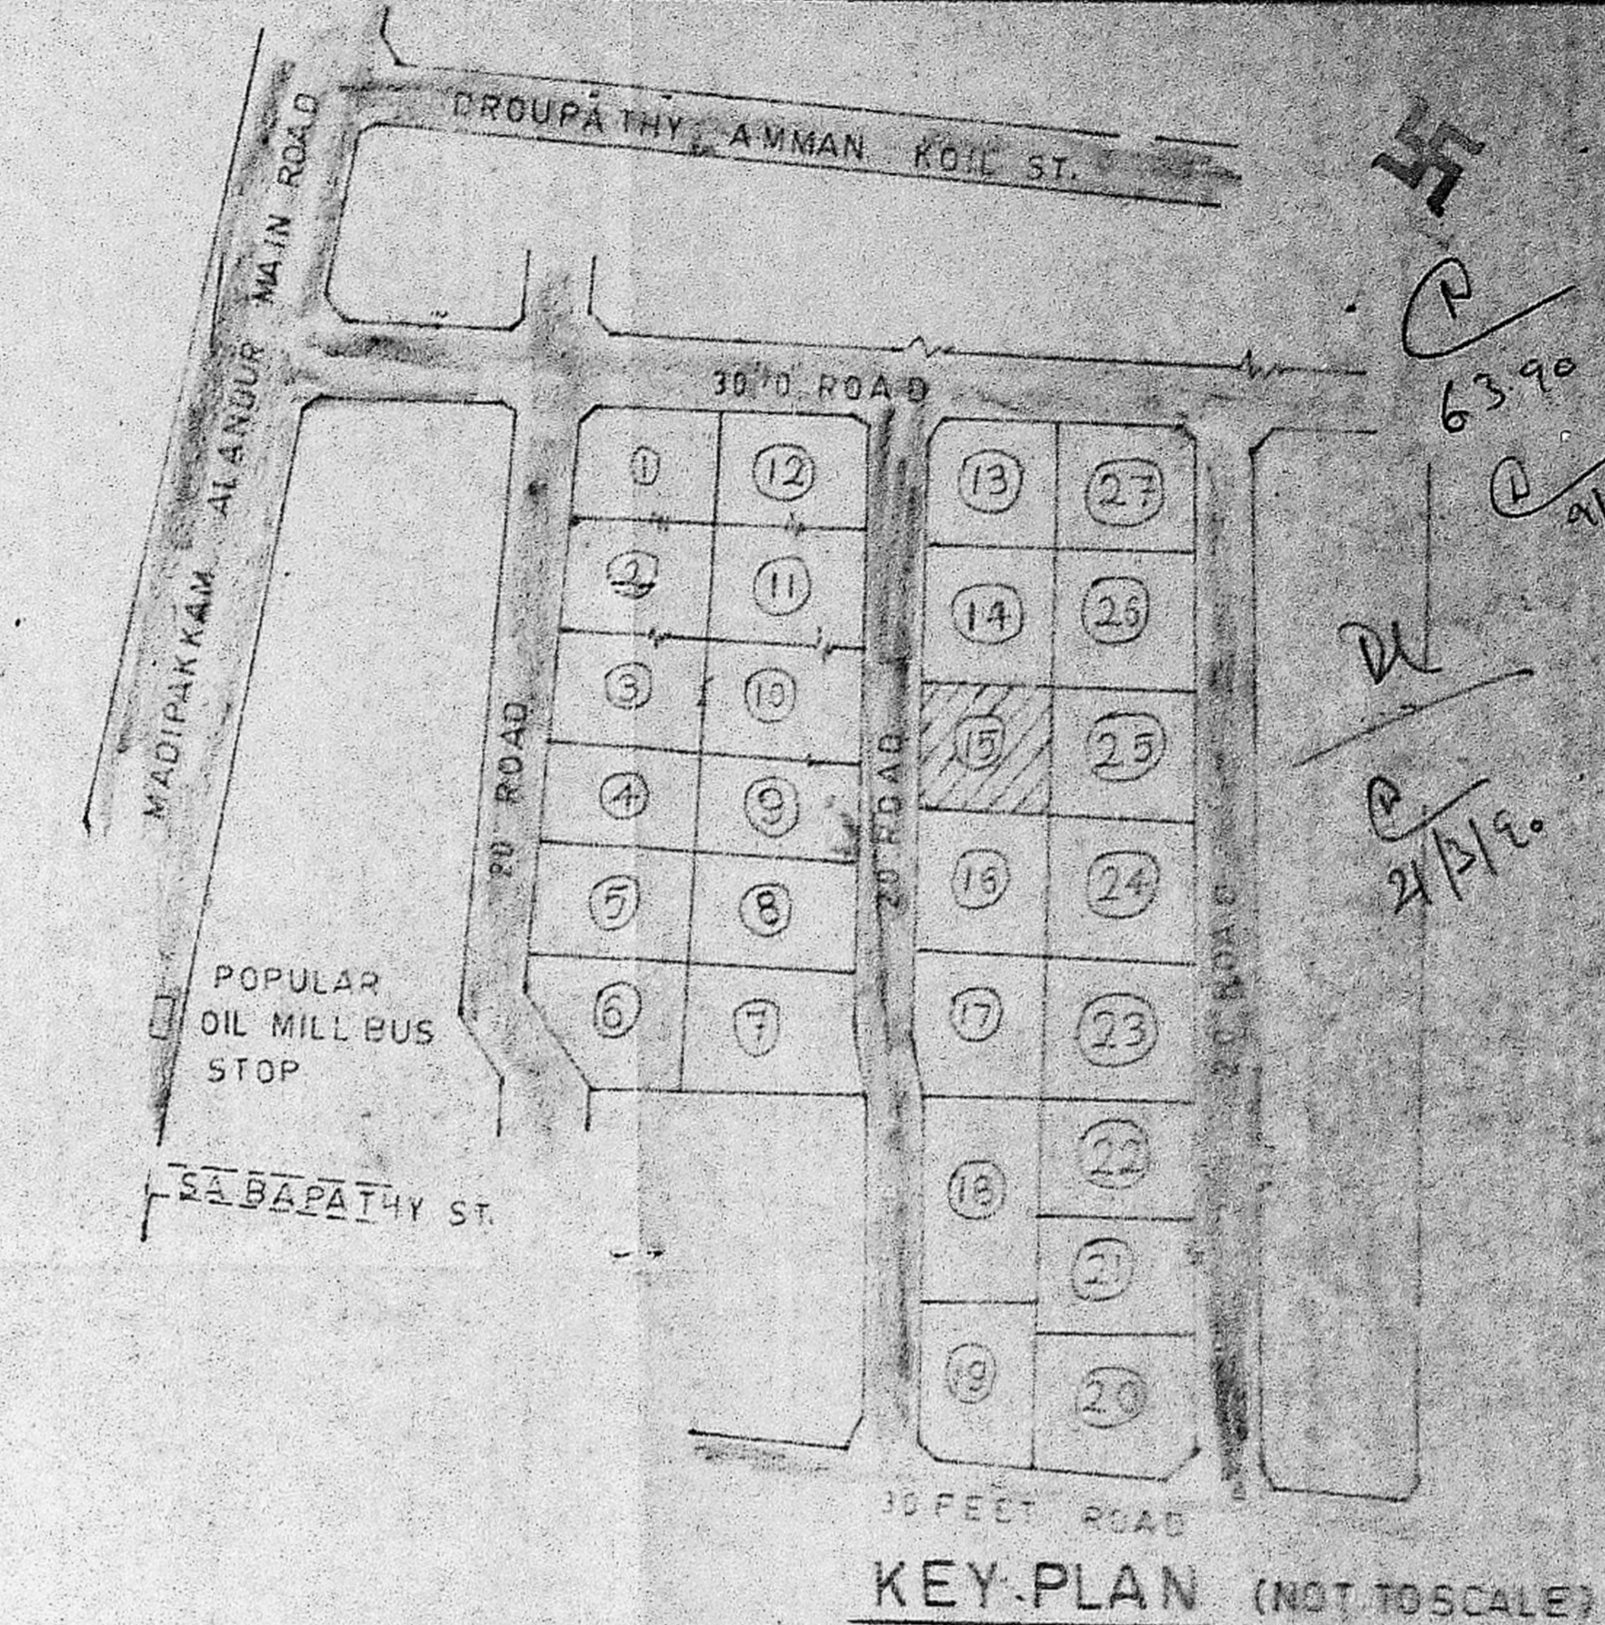 DROUPATHY AMMAN KOIL ST.
MADIPAKKAM ALANDUR MAIN ROAD
30'0 ROAD
63.90
1
12
13
27
2
11
14
26
3
10
15
25
4
9
16
24
5
8
17
23
6
7
18
22
21
19
20
20 ROAD
20 ROAD
20 ROAD
21/3/90
POPULAR
OIL MILL BUS
STOP
SABAPATHY ST.
30 FEET ROAD
KEY-PLAN (NOT TO SCALE)